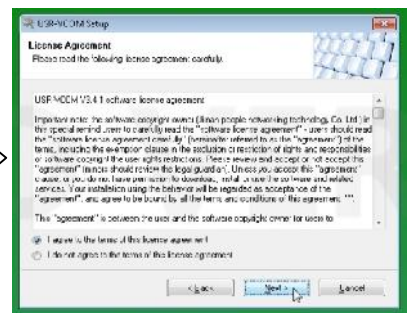 USR-VCOM Setup
License Agreement
Please read the following license agreement carefully.
USR VCOM V3.4.1 software license agreement
Important note: the software copyright owner (Jinan people networking technology, Co. Ltd) in
this special remind users to carefully read the "software license agreement" - users should read
the "software license agreement carefully" (hereinafter referred to as the "agreement") of the
terms, including the exemption clause in the exclusion or restriction of rights and responsibilities
or software copyright the user rights restrictions. Please review and accept or not accept this
"agreement" (minors should review the legal guardian). Unless you accept this "agreement"
clause, or you do not have permission to download, install or use the software and related
services. Your installation using the behavior will be regarded as acceptance of the
"agreement", and agree to be bound by all the terms and conditions of this agreement
This "agreement" is between the user and the software copyright owner for users to
I agree to the terms of this license agreement
I do not agree to the terms of this license agreement
< Back
Next >
Cancel